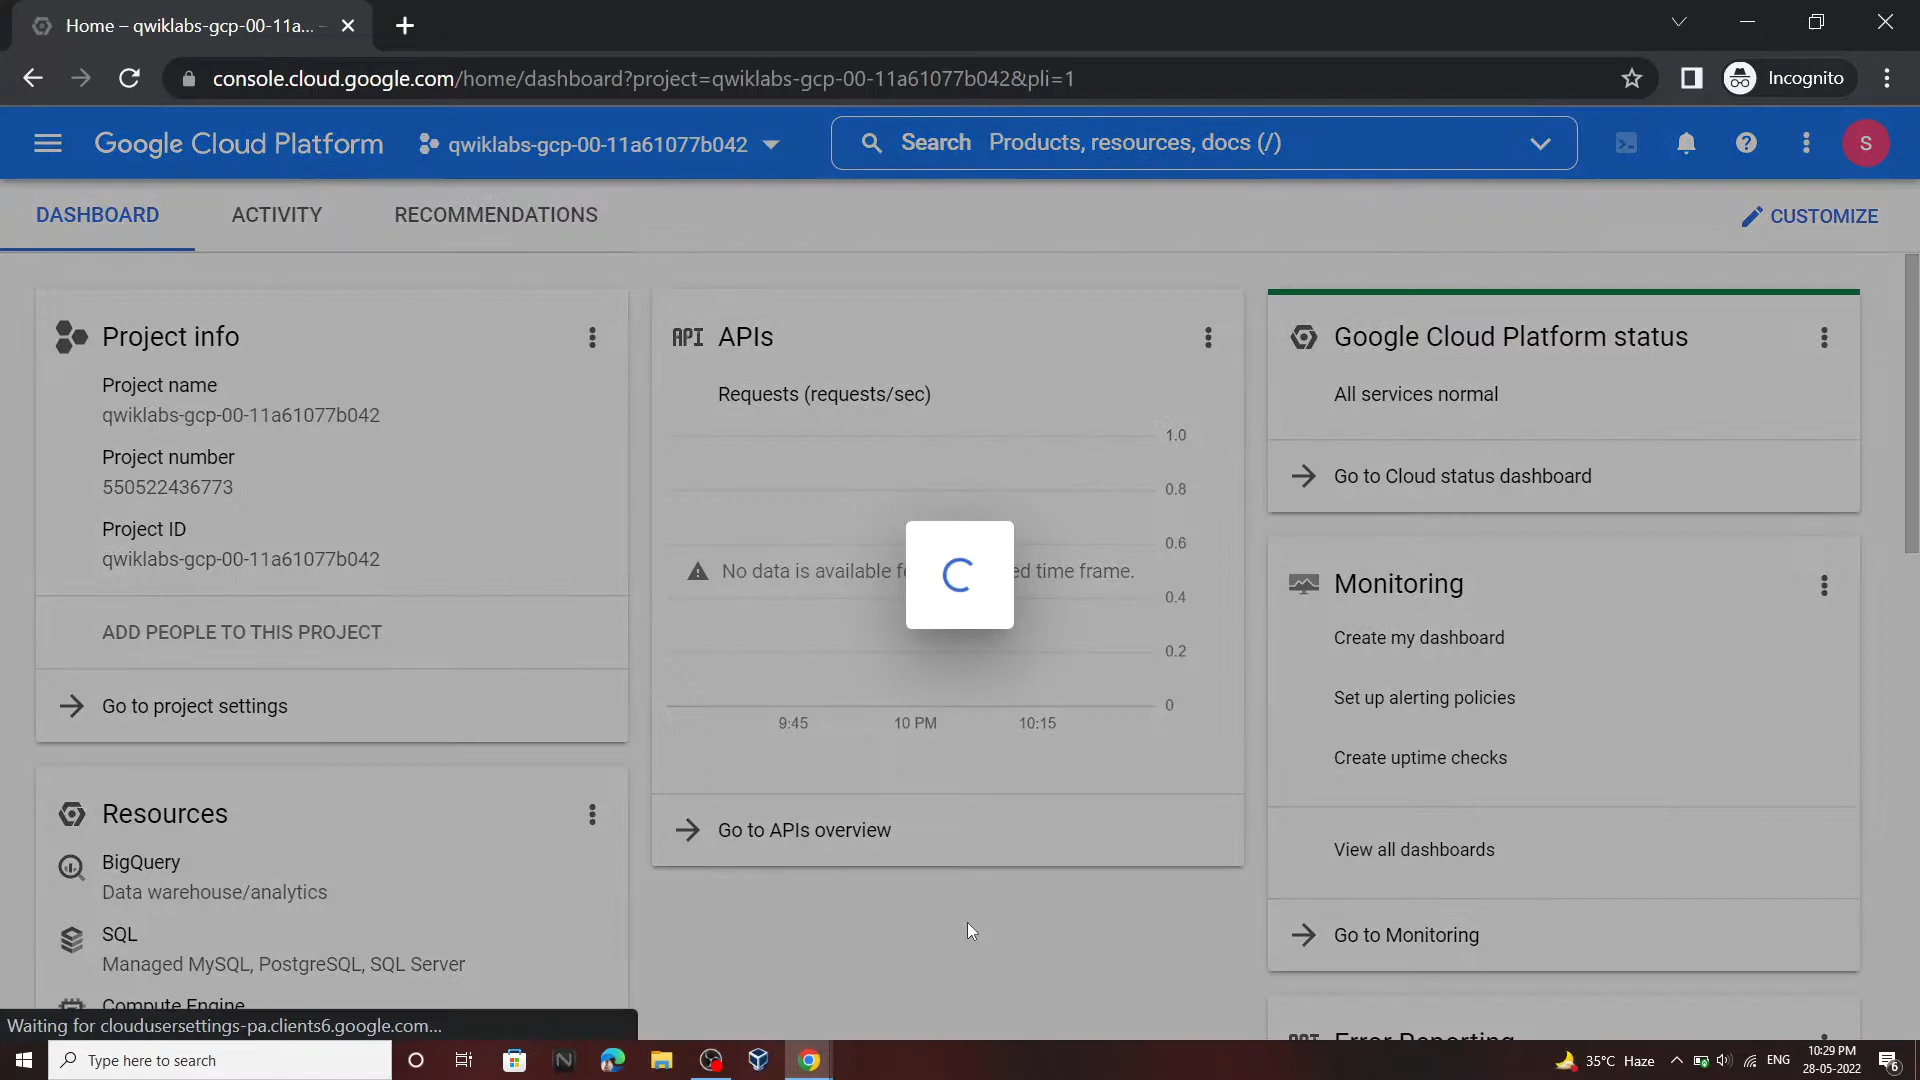 Home – qwiklabs-gcp-00-11a... –
console.cloud.google.com/home/dashboard?project=qwiklabs-gcp-00-11a61077b042&pli=1
Incognito
Google Cloud Platform
qwiklabs-gcp-00-11a61077b042
Search Products, resources, docs (/)
S
DASHBOARD
ACTIVITY
RECOMMENDATIONS
CUSTOMIZE
Project info
Project name
qwiklabs-gcp-00-11a61077b042
Project number
550522436773
Project ID
qwiklabs-gcp-00-11a61077b042
ADD PEOPLE TO THIS PROJECT
Go to project settings
Resources
BigQuery
Data warehouse/analytics
SQL
Managed MySQL, PostgreSQL, SQL Server
Compute Engine
API APIs
Requests (requests/sec)
1.0
0.8
0.6
No data is available f ed time frame.
0.4
0.2
0
9:45 10 PM 10:15
Go to APIs overview
Google Cloud Platform status
All services normal
Go to Cloud status dashboard
Monitoring
Create my dashboard
Set up alerting policies
Create uptime checks
View all dashboards
Go to Monitoring
Error Reporting
Waiting for cloudusersettings-pa.clients6.google.com...
Type here to search
35°C Haze
ENG
10:29 PM
28-05-2022
6